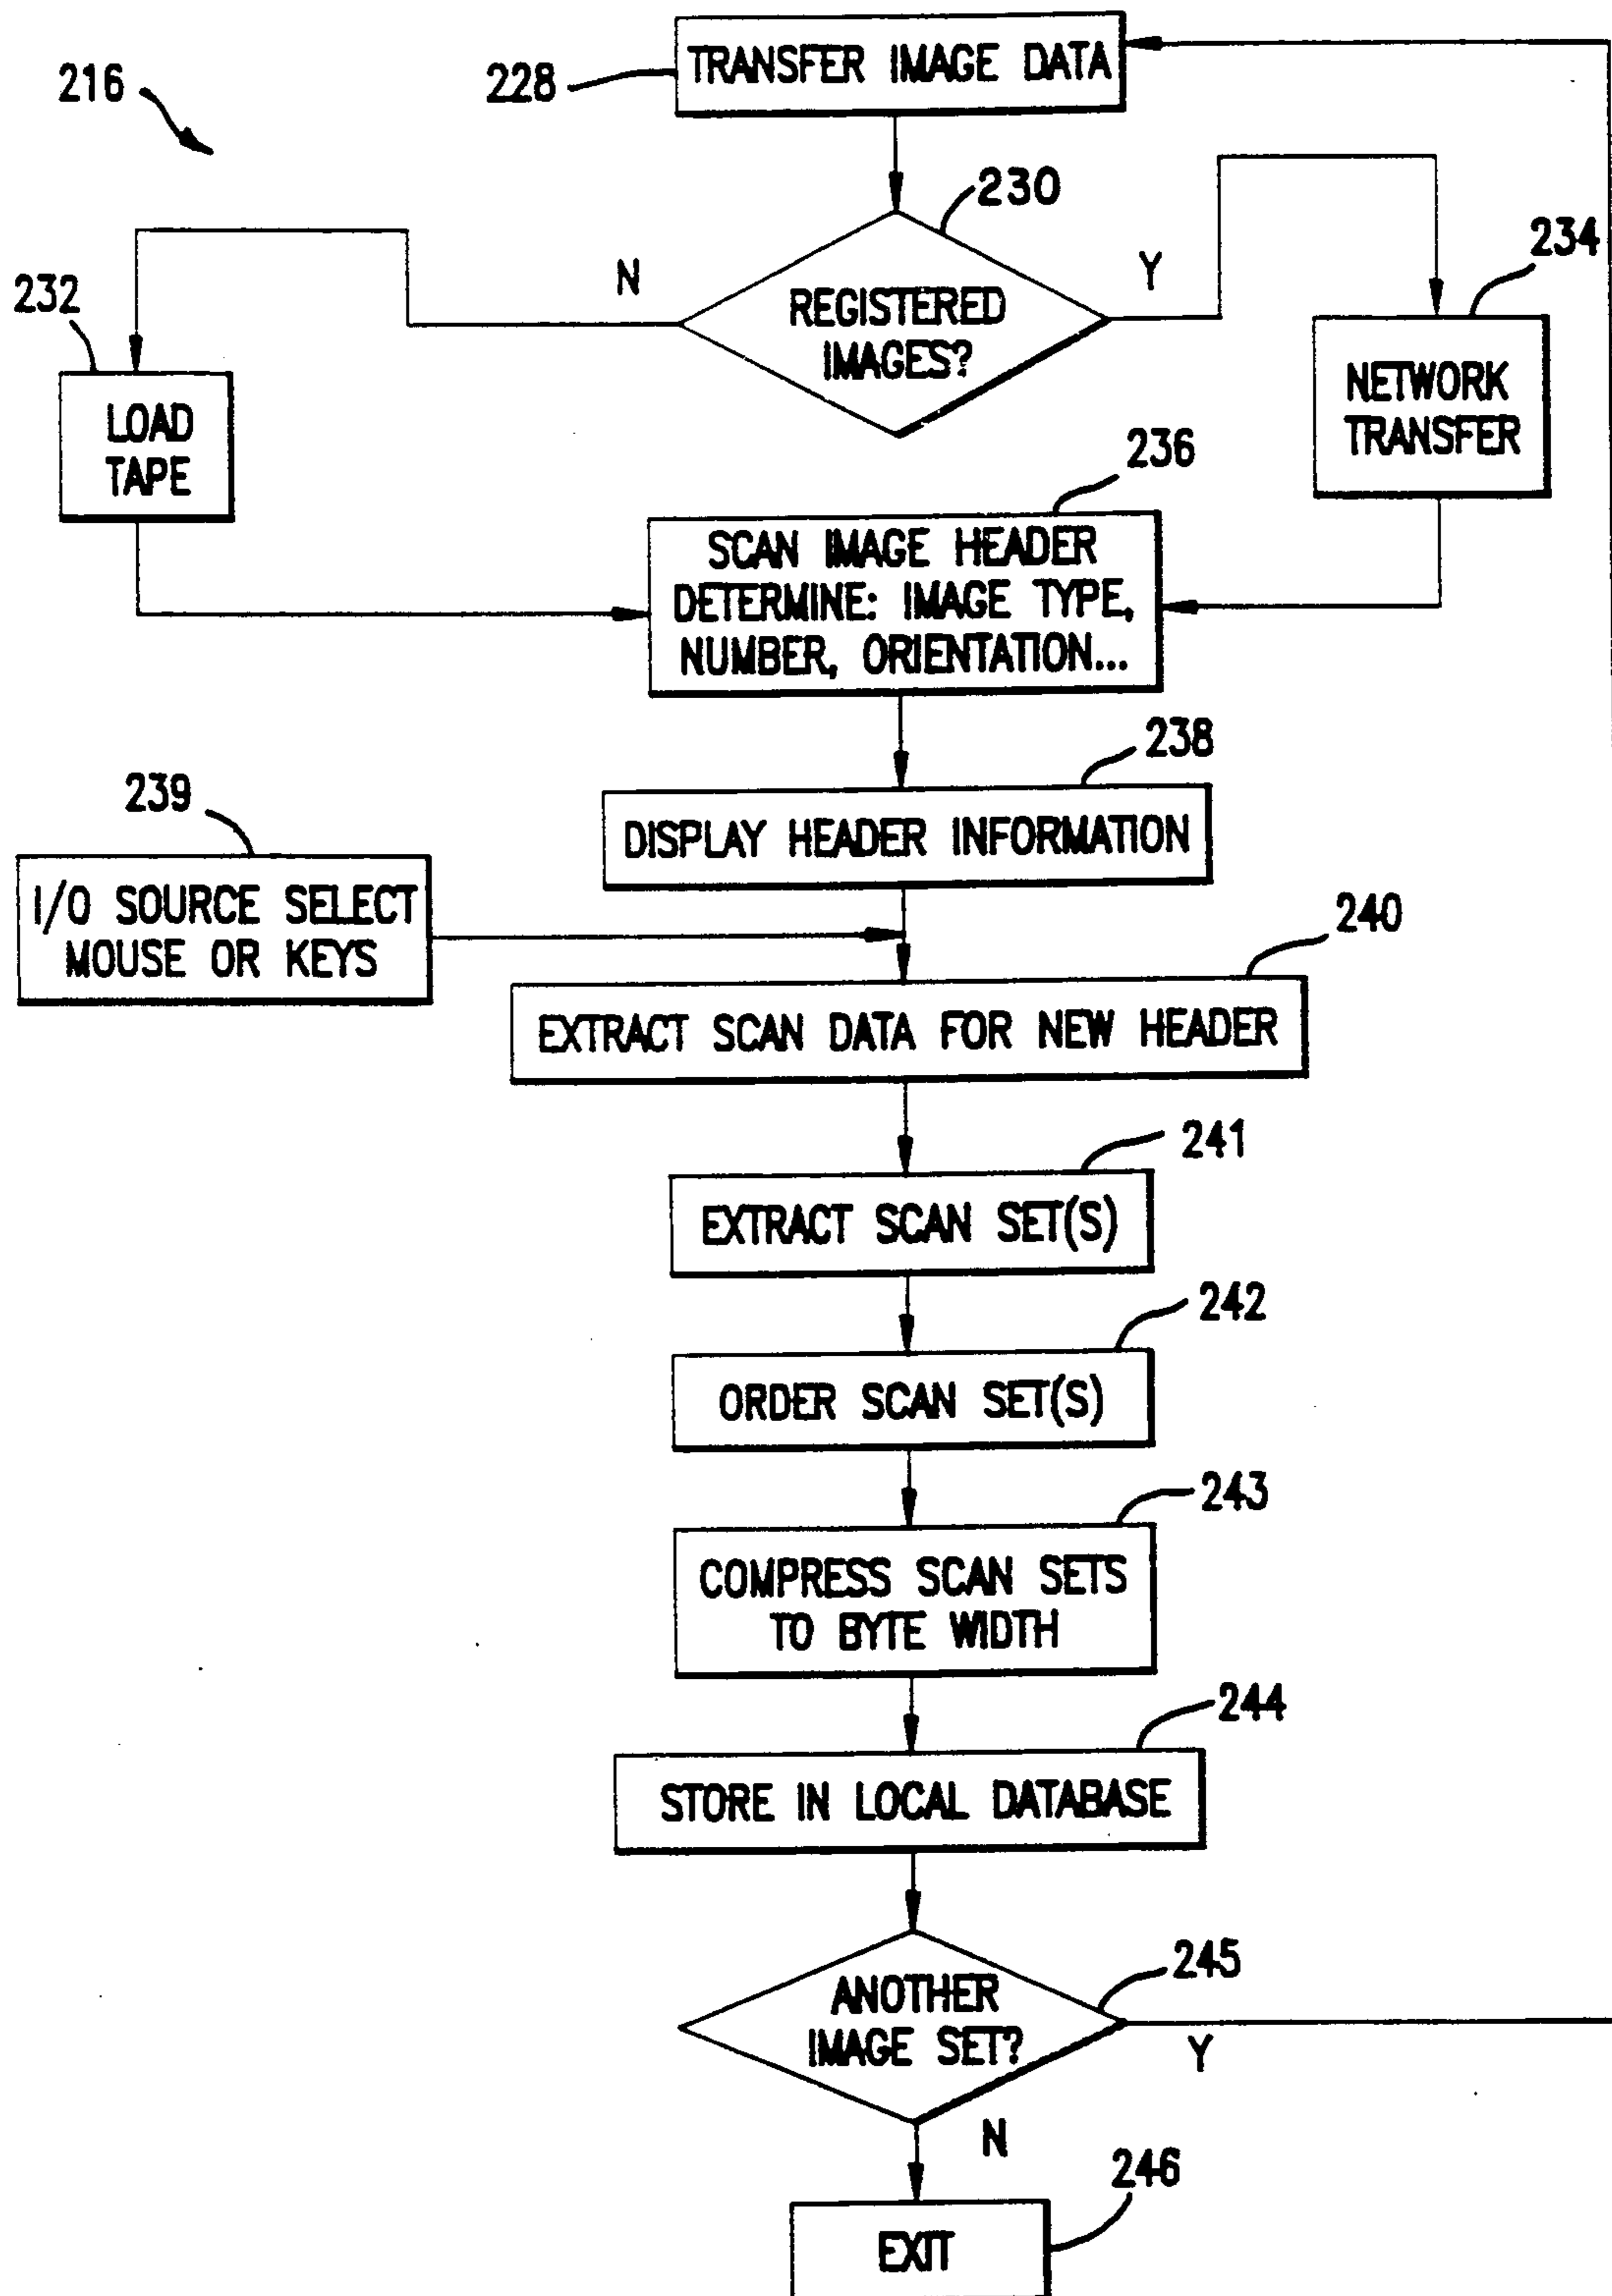 216
228
TRANSFER IMAGE DATA
230
N
Y
234
232
REGISTERED
IMAGES?
LOAD
TAPE
NETWORK
TRANSFER
236
SCAN IMAGE HEADER
DETERMINE: IMAGE TYPE,
NUMBER, ORIENTATION...
238
DISPLAY HEADER INFORMATION
239
I/O SOURCE SELECT
MOUSE OR KEYS
240
EXTRACT SCAN DATA FOR NEW HEADER
241
EXTRACT SCAN SET(S)
242
ORDER SCAN SET(S)
243
COMPRESS SCAN SETS
TO BYTE WIDTH
244
STORE IN LOCAL DATABASE
245
ANOTHER
IMAGE SET?
Y
N
246
EXIT